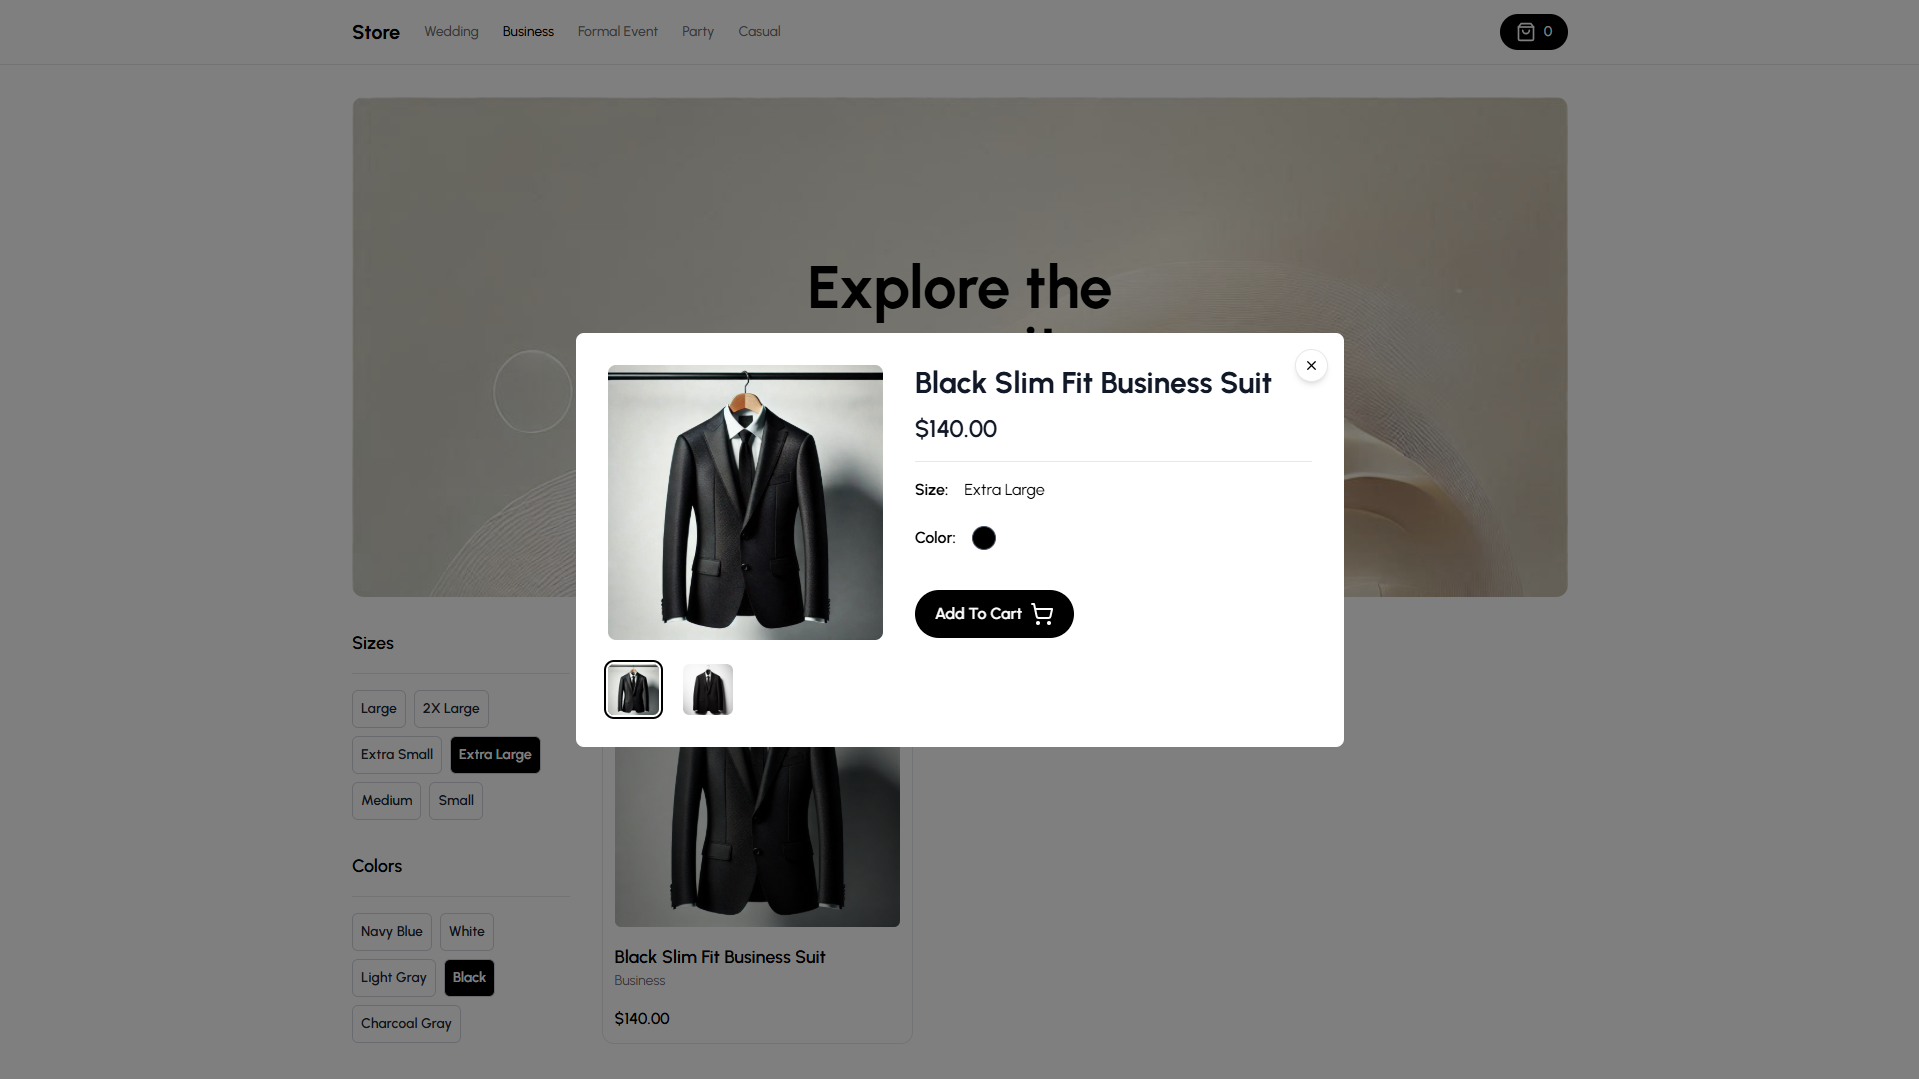 Store
Wedding
Business
Formal Event
Party
Casual
0
Explore the
Black Slim Fit Business Suit
$140.00
Size: Extra Large
Color:
Add To Cart
Sizes
Large
2X Large
Extra Small
Extra Large
Medium
Small
Colors
Navy Blue
White
Light Gray
Black
Charcoal Gray
Black Slim Fit Business Suit
Business
$140.00